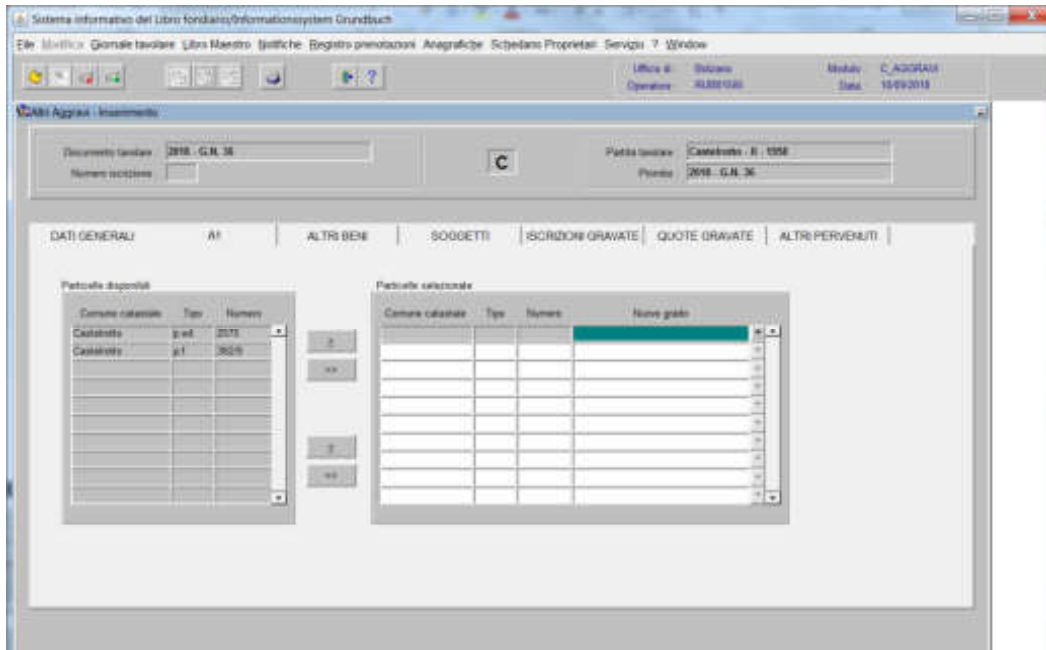 Sistema informativo del Libro fondiario/Informationssystem Grundbuch
File Modifica Giornale tavolare Libro Maestro Notifiche Registro prenotazioni Anagrafiche Schedario Proprietari Servizio ? Window
Ufficio di: Bolzano Modulo: C_AGGRAVI
Operatore: Data: 10/09/2018
Altri Aggravi - Inserimento
Documento tavolare 2018 - G.N. 36 C Partita tavolare Castelrotto - II - 1558
Numero iscrizione Priorità 2018 - G.N. 36
DATI GENERALI A1 ALTRI BENI SOGGETTI ISCRIZIONI GRAVATE QUOTE GRAVATE ALTRI PERVENUTI
Particelle disponibili Particelle selezionate
Comune catastale Tipo Numero Comune catastale Tipo Numero Nuovo grado
Castelrotto p.ed
Castelrotto p.f